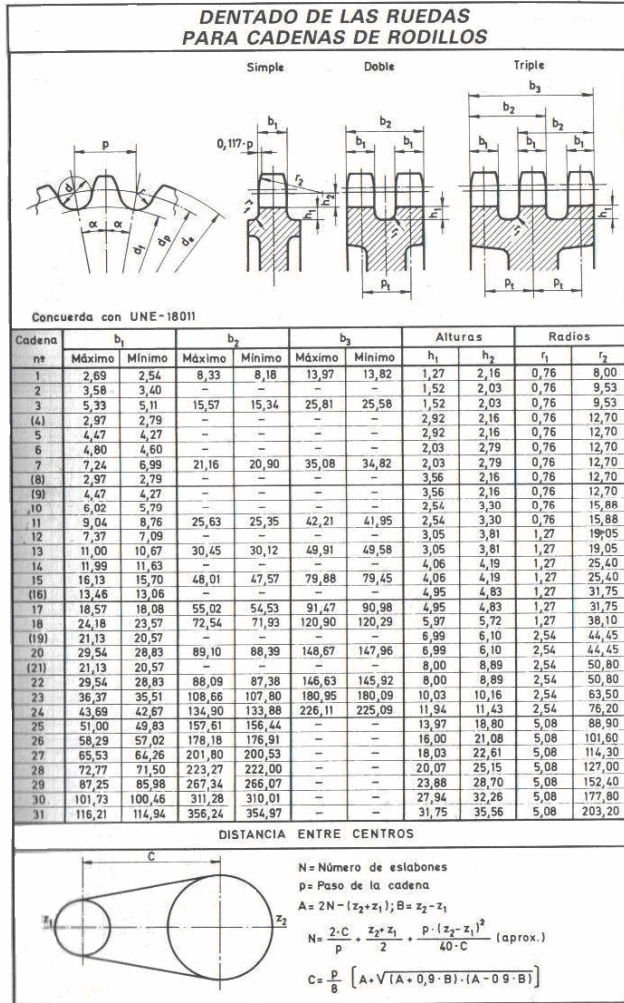 DENTADO DE LAS RUEDAS
PARA CADENAS DE RODILLOS
Simple Doble Triple
b₃
b₂
b₁ b₂ b₂
0,117·p b₁ b₁ b₁ b₁ b₁
p
d r r₂ h₂ h₁ h₁ h₁
α α r₁ r₁ r₁
d₁ dp de
pt pt pt
Concuerda con UNE-18011
Cadena b₁ b₂ b₃ Alturas Radios
nº Máximo Mínimo Máximo Mínimo Máximo Mínimo h₁ h₂ r₁ r₂
1 2,69 2,54 8,33 8,18 13,97 13,82 1,27 2,16 0,76 8,00
2 3,58 3,40 – – – – 1,52 2,03 0,76 9,53
3 5,33 5,11 15,57 15,34 25,81 25,58 1,52 2,03 0,76 9,53
(4) 2,97 2,79 – – – – 2,92 2,16 0,76 12,70
5 4,47 4,27 – – – – 2,92 2,16 0,76 12,70
6 4,80 4,60 – – – – 2,03 2,79 0,76 12,70
7 7,24 6,99 21,16 20,90 35,08 34,82 2,03 2,79 0,76 12,70
(8) 2,97 2,79 – – – – 3,56 2,16 0,76 12,70
(9) 4,47 4,27 – – – – 3,56 2,16 0,76 12,70
10 6,02 5,79 – – – – 2,54 3,30 0,76 15,88
11 9,04 8,76 25,63 25,35 42,21 41,95 2,54 3,30 0,76 15,88
12 7,37 7,09 – – – – 3,05 3,81 1,27 19,05
13 11,00 10,67 30,45 30,12 49,91 49,58 3,05 3,81 1,27 19,05
14 11,99 11,63 – – – – 4,06 4,19 1,27 25,40
15 16,13 15,70 48,01 47,57 79,88 79,45 4,06 4,19 1,27 25,40
(16) 13,46 13,06 – – – – 4,95 4,83 1,27 31,75
17 18,57 18,08 55,02 54,53 91,47 90,98 4,95 4,83 1,27 31,75
18 24,18 23,57 72,54 71,93 120,90 120,29 5,97 5,72 1,27 38,10
(19) 21,13 20,57 – – – – 6,99 6,10 2,54 44,45
20 29,54 28,83 89,10 88,39 148,67 147,96 6,99 6,10 2,54 44,45
(21) 21,13 20,57 – – – – 8,00 8,89 2,54 50,80
22 29,54 28,83 88,09 87,38 146,63 145,92 8,00 8,89 2,54 50,80
23 36,37 35,51 108,66 107,80 180,95 180,09 10,03 10,16 2,54 63,50
24 43,69 42,67 134,90 133,88 226,11 225,09 11,94 11,43 2,54 76,20
25 51,00 49,83 157,61 156,44 – – 13,97 18,80 5,08 88,90
26 58,29 57,02 178,18 176,91 – – 16,00 21,08 5,08 101,60
27 65,53 64,26 201,80 200,53 – – 18,03 22,61 5,08 114,30
28 72,77 71,50 223,27 222,00 – – 20,07 25,15 5,08 127,00
29 87,25 85,98 267,34 266,07 – – 23,88 28,70 5,08 152,40
30 101,73 100,46 311,28 310,01 – – 27,94 32,26 5,08 177,80
31 116,21 114,94 356,24 354,97 – – 31,75 35,56 5,08 203,20
DISTANCIA ENTRE CENTROS
C
z₁ z₂
N= Número de eslabones
p= Paso de la cadena
A= 2N-(z₂+z₁); B= z₂-z₁
N= 2·C/p + z₂+z₁/2 + p·(z₂-z₁)²/40·C (aprox.)
C= p/8 [A+√(A+0,9·B)·(A-0 9·B)]